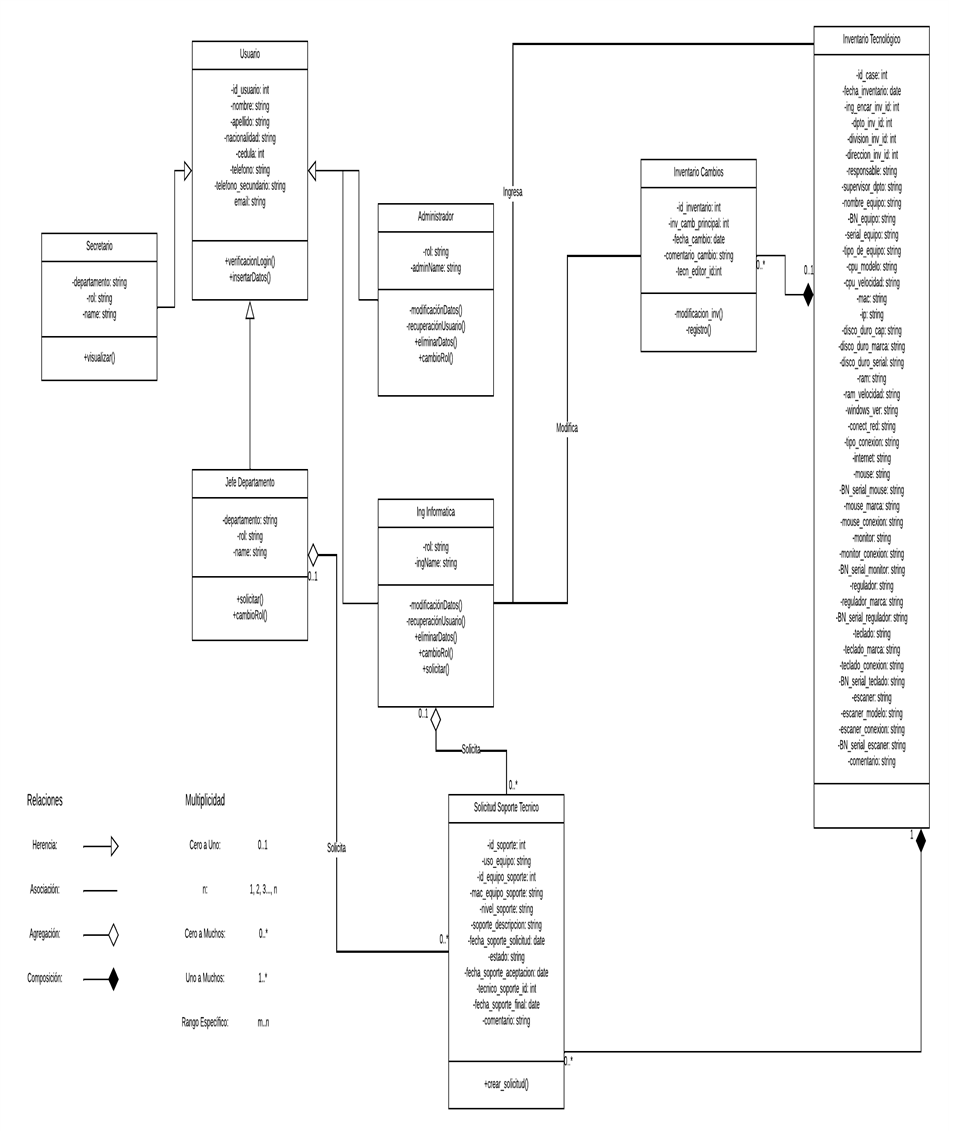 Usuario
-id_usuario: int
-nombre: string
-apellido: string
-nacionalidad: string
-cedula: int
-telefono: string
-telefono_secundario: string
email: string
+verificacionLogin()
+insertarDatos()
Secretario
-departamento: string
-rol: string
-name: string
+visualizar()
Administrador
-rol: string
-adminName: string
-modificaciónDatos()
-recuperaciónUsuario()
+eliminarDatos()
+cambioRol()
Ingresa
Inventario Cambios
-id_inventario: int
-inv_camb_principal: int
-fecha_cambio: date
-comentario_cambio: string
-tecn_editor_id:int
-modificacion_inv()
-registro()
0..*
0..1
Inventario Tecnológico
-id_case: int
-fecha_inventario: date
-ing_encar_inv_id: int
-dpto_inv_id: int
-division_inv_id: int
-direccion_inv_id: int
-responsable: string
-supervisor_dpto: string
-nombre_equipo: string
-BN_equipo: string
-serial_equipo: string
-tipo_de_equipo: string
-cpu_modelo: string
-cpu_velocidad: string
-mac: string
-ip: string
-disco_duro_cap: string
-disco_duro_marca: string
-disco_duro_serial: string
-ram: string
-ram_velocidad: string
-windows_ver: string
-conect_red: string
-tipo_conexion: string
-internet: string
-mouse: string
-BN_serial_mouse: string
-mouse_marca: string
-mouse_conexion: string
-monitor: string
-monitor_conexion: string
-BN_serial_monitor: string
-regulador: string
-regulador_marca: string
-BN_serial_regulador: string
-teclado: string
-teclado_marca: string
-teclado_conexion: string
-BN_serial_teclado: string
-escaner: string
-escaner_modelo: string
-escaner_conexion: string
-BN_serial_escaner: string
-comentario: string
1
Modifica
Jefe Departamento
-departamento: string
-rol: string
-name: string
+solicitar()
+cambioRol()
0..1
Ing Informatica
-rol: string
-ingName: string
-modificaciónDatos()
-recuperaciónUsuario()
+eliminarDatos()
+cambioRol()
+solicitar()
0..1
Solicita
0..*
Solicita
0..*
Solicitud Soporte Tecnico
-id_soporte: int
-uso_equipo: string
-id_equipo_soporte: int
-mac_equipo_soporte: string
-nivel_soporte: string
-soporte_descripcion: string
-fecha_soporte_solicitud: date
-estado: string
-fecha_soporte_aceptacion: date
-tecnico_soporte_id: int
-fecha_soporte_final: date
-comentario: string
+crear_solicitud()
0..*
Relaciones
Herencia:
Asociación:
Agregación:
Composición:
Multiplicidad
Cero a Uno: 0..1
n: 1, 2, 3..., n
Cero a Muchos: 0..*
Uno a Muchos: 1..*
Rango Específico: m..n